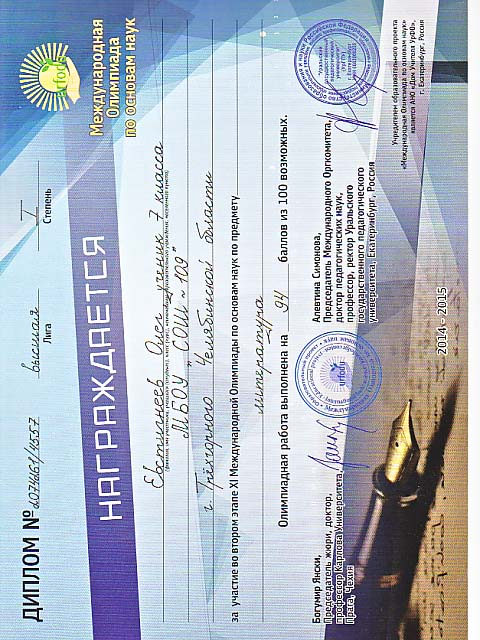 ДИПЛОМ № 2074161/4557
высшая
Лига
I
Степень
Международная
Олимпиада
по основам наук
НАГРАЖДАЕТСЯ
Евстигнеев Олег ученик 7 класса
МБОУ "СОШ № 109"
г. Трёхгорного Челябинской области
за участие во втором этапе XI Международной Олимпиады по основам наук по предмету
литература
Олимпиадная работа выполнена на 94 баллов из 100 возможных.
Богумир Янски,
Председатель жюри, доктор,
профессор Карлова Университета,
Прага, Чехия
Алевтина Симонова,
Председатель Международного Оргкомитета,
доктор педагогических наук,
профессор, ректор Уральского
государственного педагогического
университета, Екатеринбург, Россия
Учредителем образовательного проекта
«Международная Олимпиада по основам наук»
является АНО «Дом Учителя УрФО»,
г. Екатеринбург, Россия
2014 - 2015